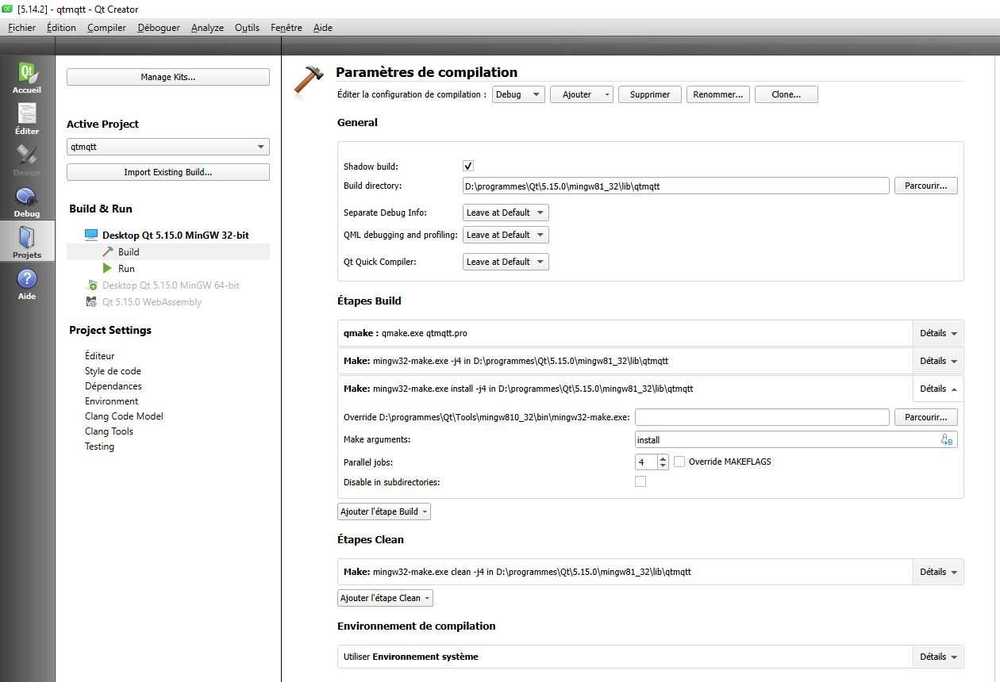 [5.14.2] - qtmqtt - Qt Creator
Fichier Édition Compiler Déboguer Analyze Outils Fenêtre Aide
Accueil
Éditer
Design
Debug
Projets
Aide
Manage Kits...
Active Project
qtmqtt
Import Existing Build...
Build & Run
Desktop Qt 5.15.0 MinGW 32-bit
Build
Run
Desktop Qt 5.15.0 MinGW 64-bit
Qt 5.15.0 WebAssembly
Project Settings
Éditeur
Style de code
Dépendances
Environment
Clang Code Model
Clang Tools
Testing
Paramètres de compilation
Éditer la configuration de compilation : Debug Ajouter Supprimer Renommer... Clone...
General
Shadow build:
Build directory: D:\programmes\Qt\5.15.0\mingw81_32\lib\qtmqtt Parcourir...
Separate Debug Info: Leave at Default
QML debugging and profiling: Leave at Default
Qt Quick Compiler: Leave at Default
Étapes Build
qmake : qmake.exe qtmqtt.pro Détails
Make: mingw32-make.exe -j4 in D:\programmes\Qt\5.15.0\mingw81_32\lib\qtmqtt Détails
Make: mingw32-make.exe install -j4 in D:\programmes\Qt\5.15.0\mingw81_32\lib\qtmqtt Détails
Override D:\programmes\Qt\Tools\mingw810_32\bin\mingw32-make.exe: Parcourir...
Make arguments: install
Parallel jobs: 4 Override MAKEFLAGS
Disable in subdirectories:
Ajouter l'étape Build
Étapes Clean
Make: mingw32-make.exe clean -j4 in D:\programmes\Qt\5.15.0\mingw81_32\lib\qtmqtt Détails
Ajouter l'étape Clean
Environnement de compilation
Utiliser Environnement système Détails